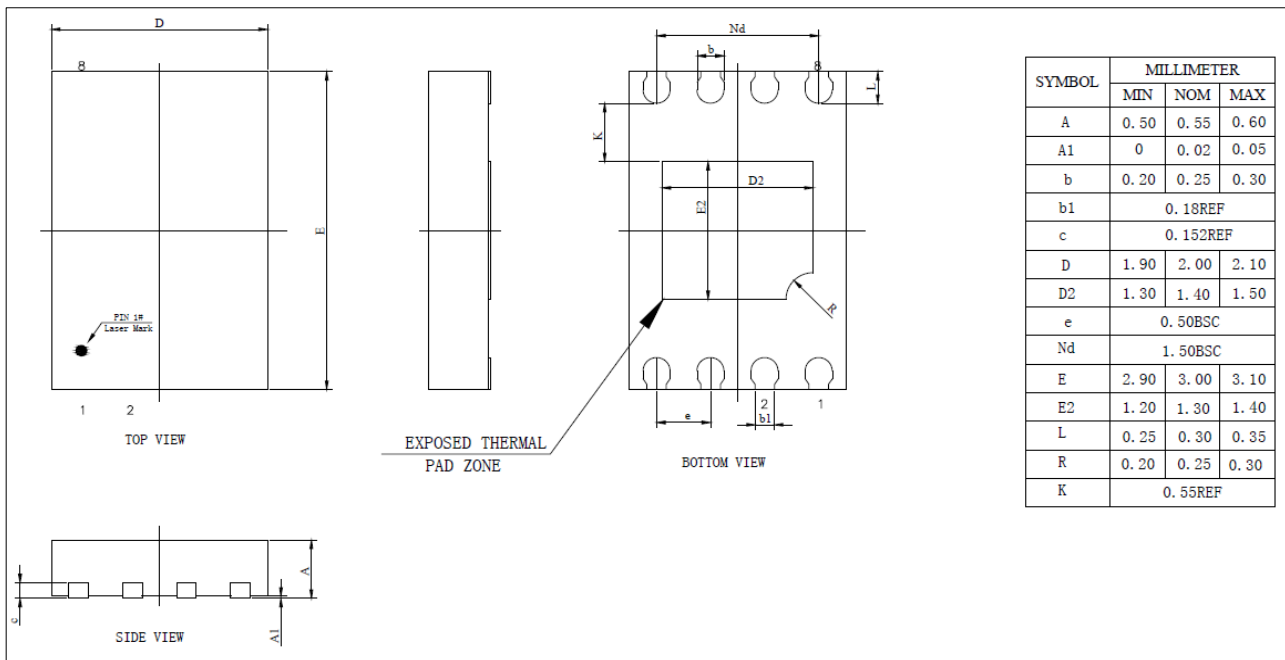 D
8
E
PIN 1#
Laser Mark
1 2
TOP VIEW
Nd
b
8
L
K
D2
E2
R
2 1
e
b1
EXPOSED THERMAL
PAD ZONE
BOTTOM VIEW
A
c
A1
SIDE VIEW
SYMBOL MILLIMETER
MIN NOM MAX
A 0.50 0.55 0.60
A1 0 0.02 0.05
b 0.20 0.25 0.30
b1 0.18REF
c 0.152REF
D 1.90 2.00 2.10
D2 1.30 1.40 1.50
e 0.50BSC
Nd 1.50BSC
E 2.90 3.00 3.10
E2 1.20 1.30 1.40
L 0.25 0.30 0.35
R 0.20 0.25 0.30
K 0.55REF